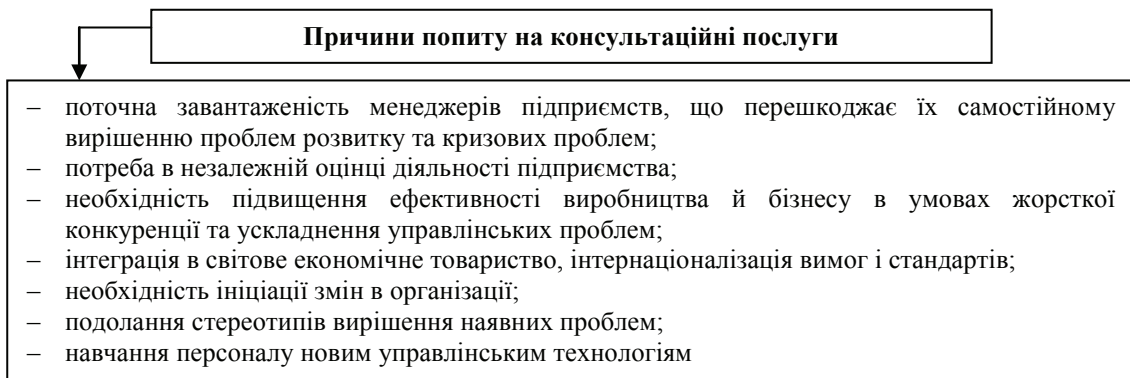 Причини попиту на консультаційні послуги
– поточна завантаженість менеджерів підприємств, що перешкоджає їх самостійному
вирішенню проблем розвитку та кризових проблем;
– потреба в незалежній оцінці діяльності підприємства;
– необхідність підвищення ефективності виробництва й бізнесу в умовах жорсткої
конкуренції та ускладнення управлінських проблем;
– інтеграція в світове економічне товариство, інтернаціоналізація вимог і стандартів;
– необхідність ініціації змін в організації;
– подолання стереотипів вирішення наявних проблем;
– навчання персоналу новим управлінським технологіям